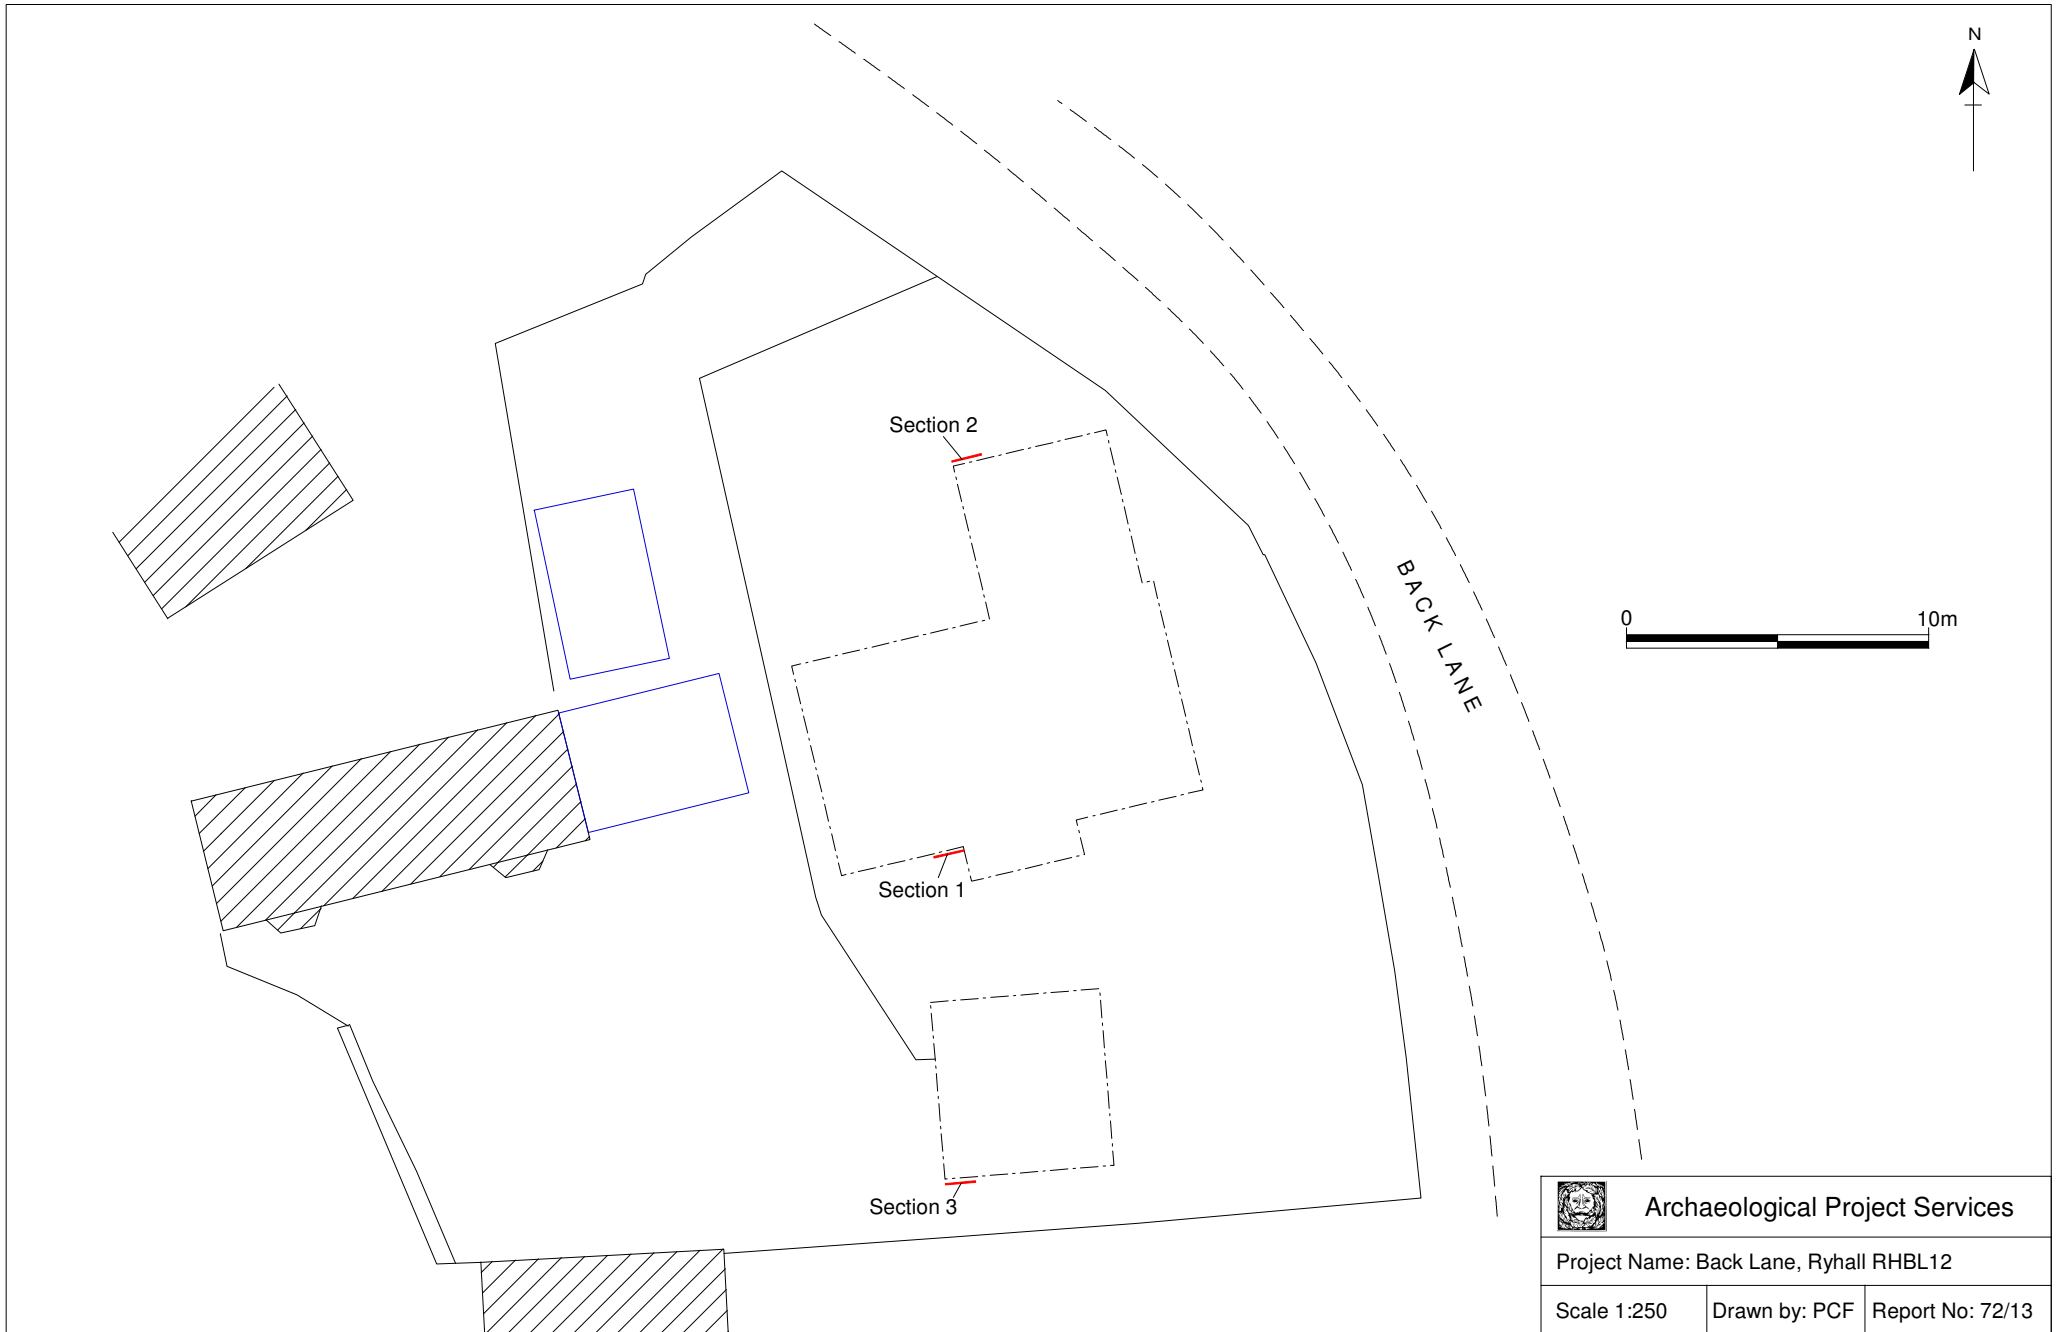 N
Section 2
BACK LANE
0 10m
Section 1
Section 3
Archaeological Project Services
Project Name: Back Lane, Ryhall RHBL12
Scale 1:250 Drawn by: PCF Report No: 72/13